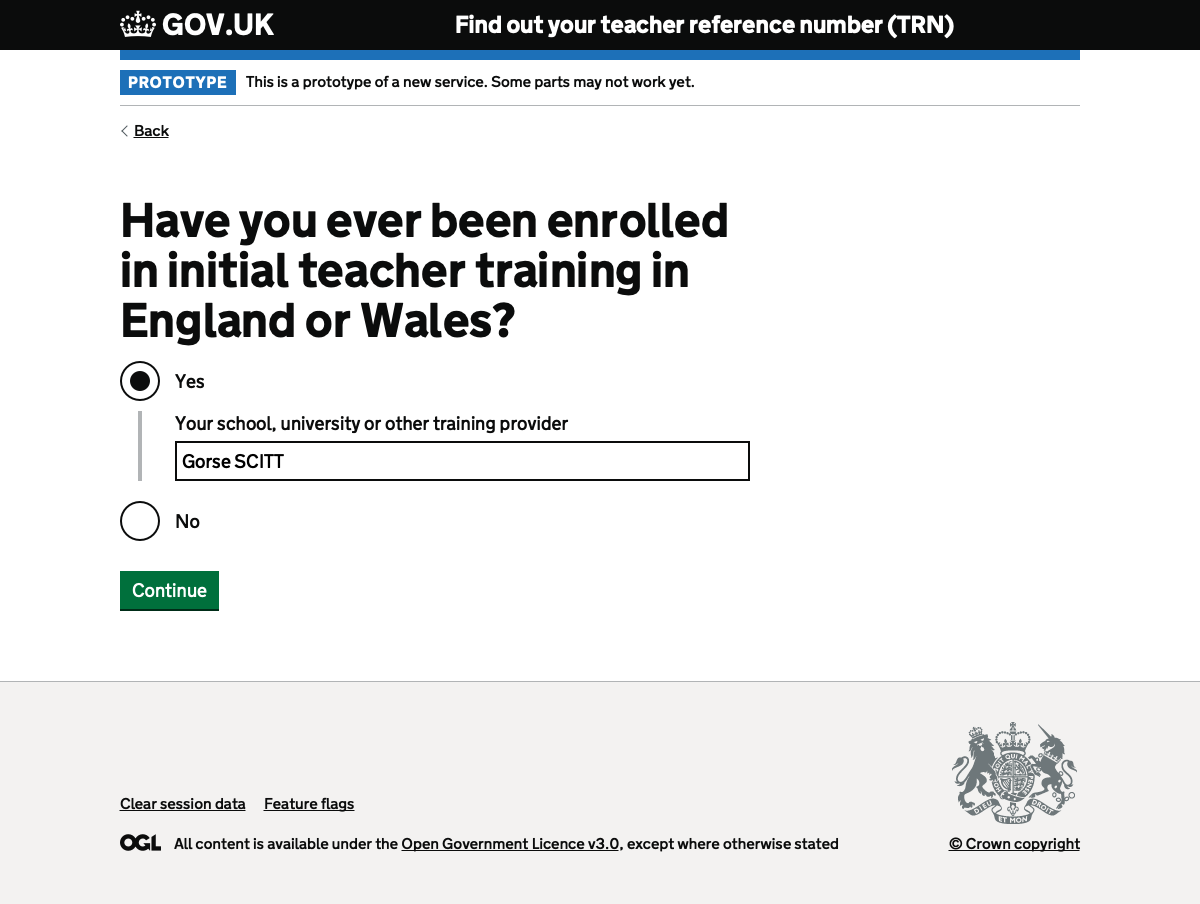 GOV.UK
Find out your teacher reference number (TRN)
PROTOTYPE
This is a prototype of a new service. Some parts may not work yet.
Back
Have you ever been enrolled
in initial teacher training in
England or Wales?
Yes
Your school, university or other training provider
Gorse SCITT
No
Continue
Clear session data
Feature flags
OGL
All content is available under the Open Government Licence v3.0, except where otherwise stated
DIEU ET MON DROIT
© Crown copyright